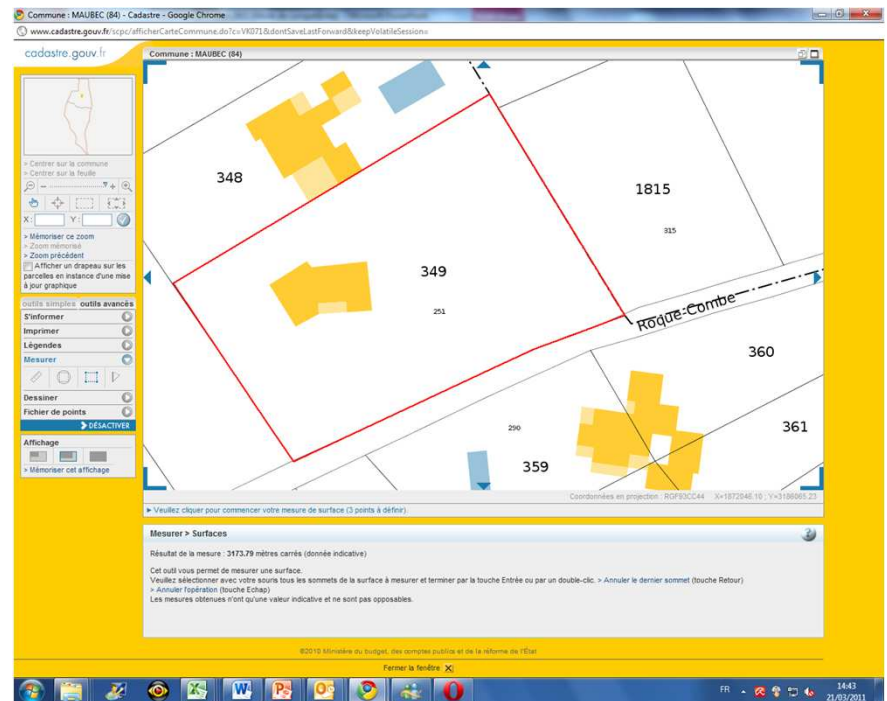 Commune : MAUBEC (84) - Cadastre - Google Chrome
www.cadastre.gouv.fr/scpc/afficherCarteCommune.do?c=VK071&dontSaveLastForward&keepVolatileSession=
cadastre.gouv.fr
Commune : MAUBEC (84)
> Centrer sur la commune
> Centrer sur la feuille
X: Y:
> Mémoriser ce zoom
> Zoom mémorisé
> Zoom précédent
Afficher un drapeau sur les
parcelles en instance d'une mise
à jour graphique
outils simples outils avancés
S'informer
Imprimer
Légendes
Mesurer
Dessiner
Fichier de points
DÉSACTIVER
Affichage
> Mémoriser cet affichage
348
1815
315
349
251
Roque-Combe
360
290
361
359
Coordonnées en projection : RGF93CC44 X=1872046.10 ; Y=3186065.23
Veuillez cliquer pour commencer votre mesure de surface (3 points à définir).
Mesurer > Surfaces
Résultat de la mesure : 3173.79 mètres carrés (donnée indicative)
Cet outil vous permet de mesurer une surface.
Veuillez sélectionner avec votre souris tous les sommets de la surface à mesurer et terminer par la touche Entrée ou par un double-clic. > Annuler le dernier sommet (touche Retour)
> Annuler l'opération (touche Echap)
Les mesures obtenues n'ont qu'une valeur indicative et ne sont pas opposables.
©2010 Ministère du budget, des comptes publics et de la réforme de l'État
Fermer la fenêtre X
FR
14:43
21/03/2011